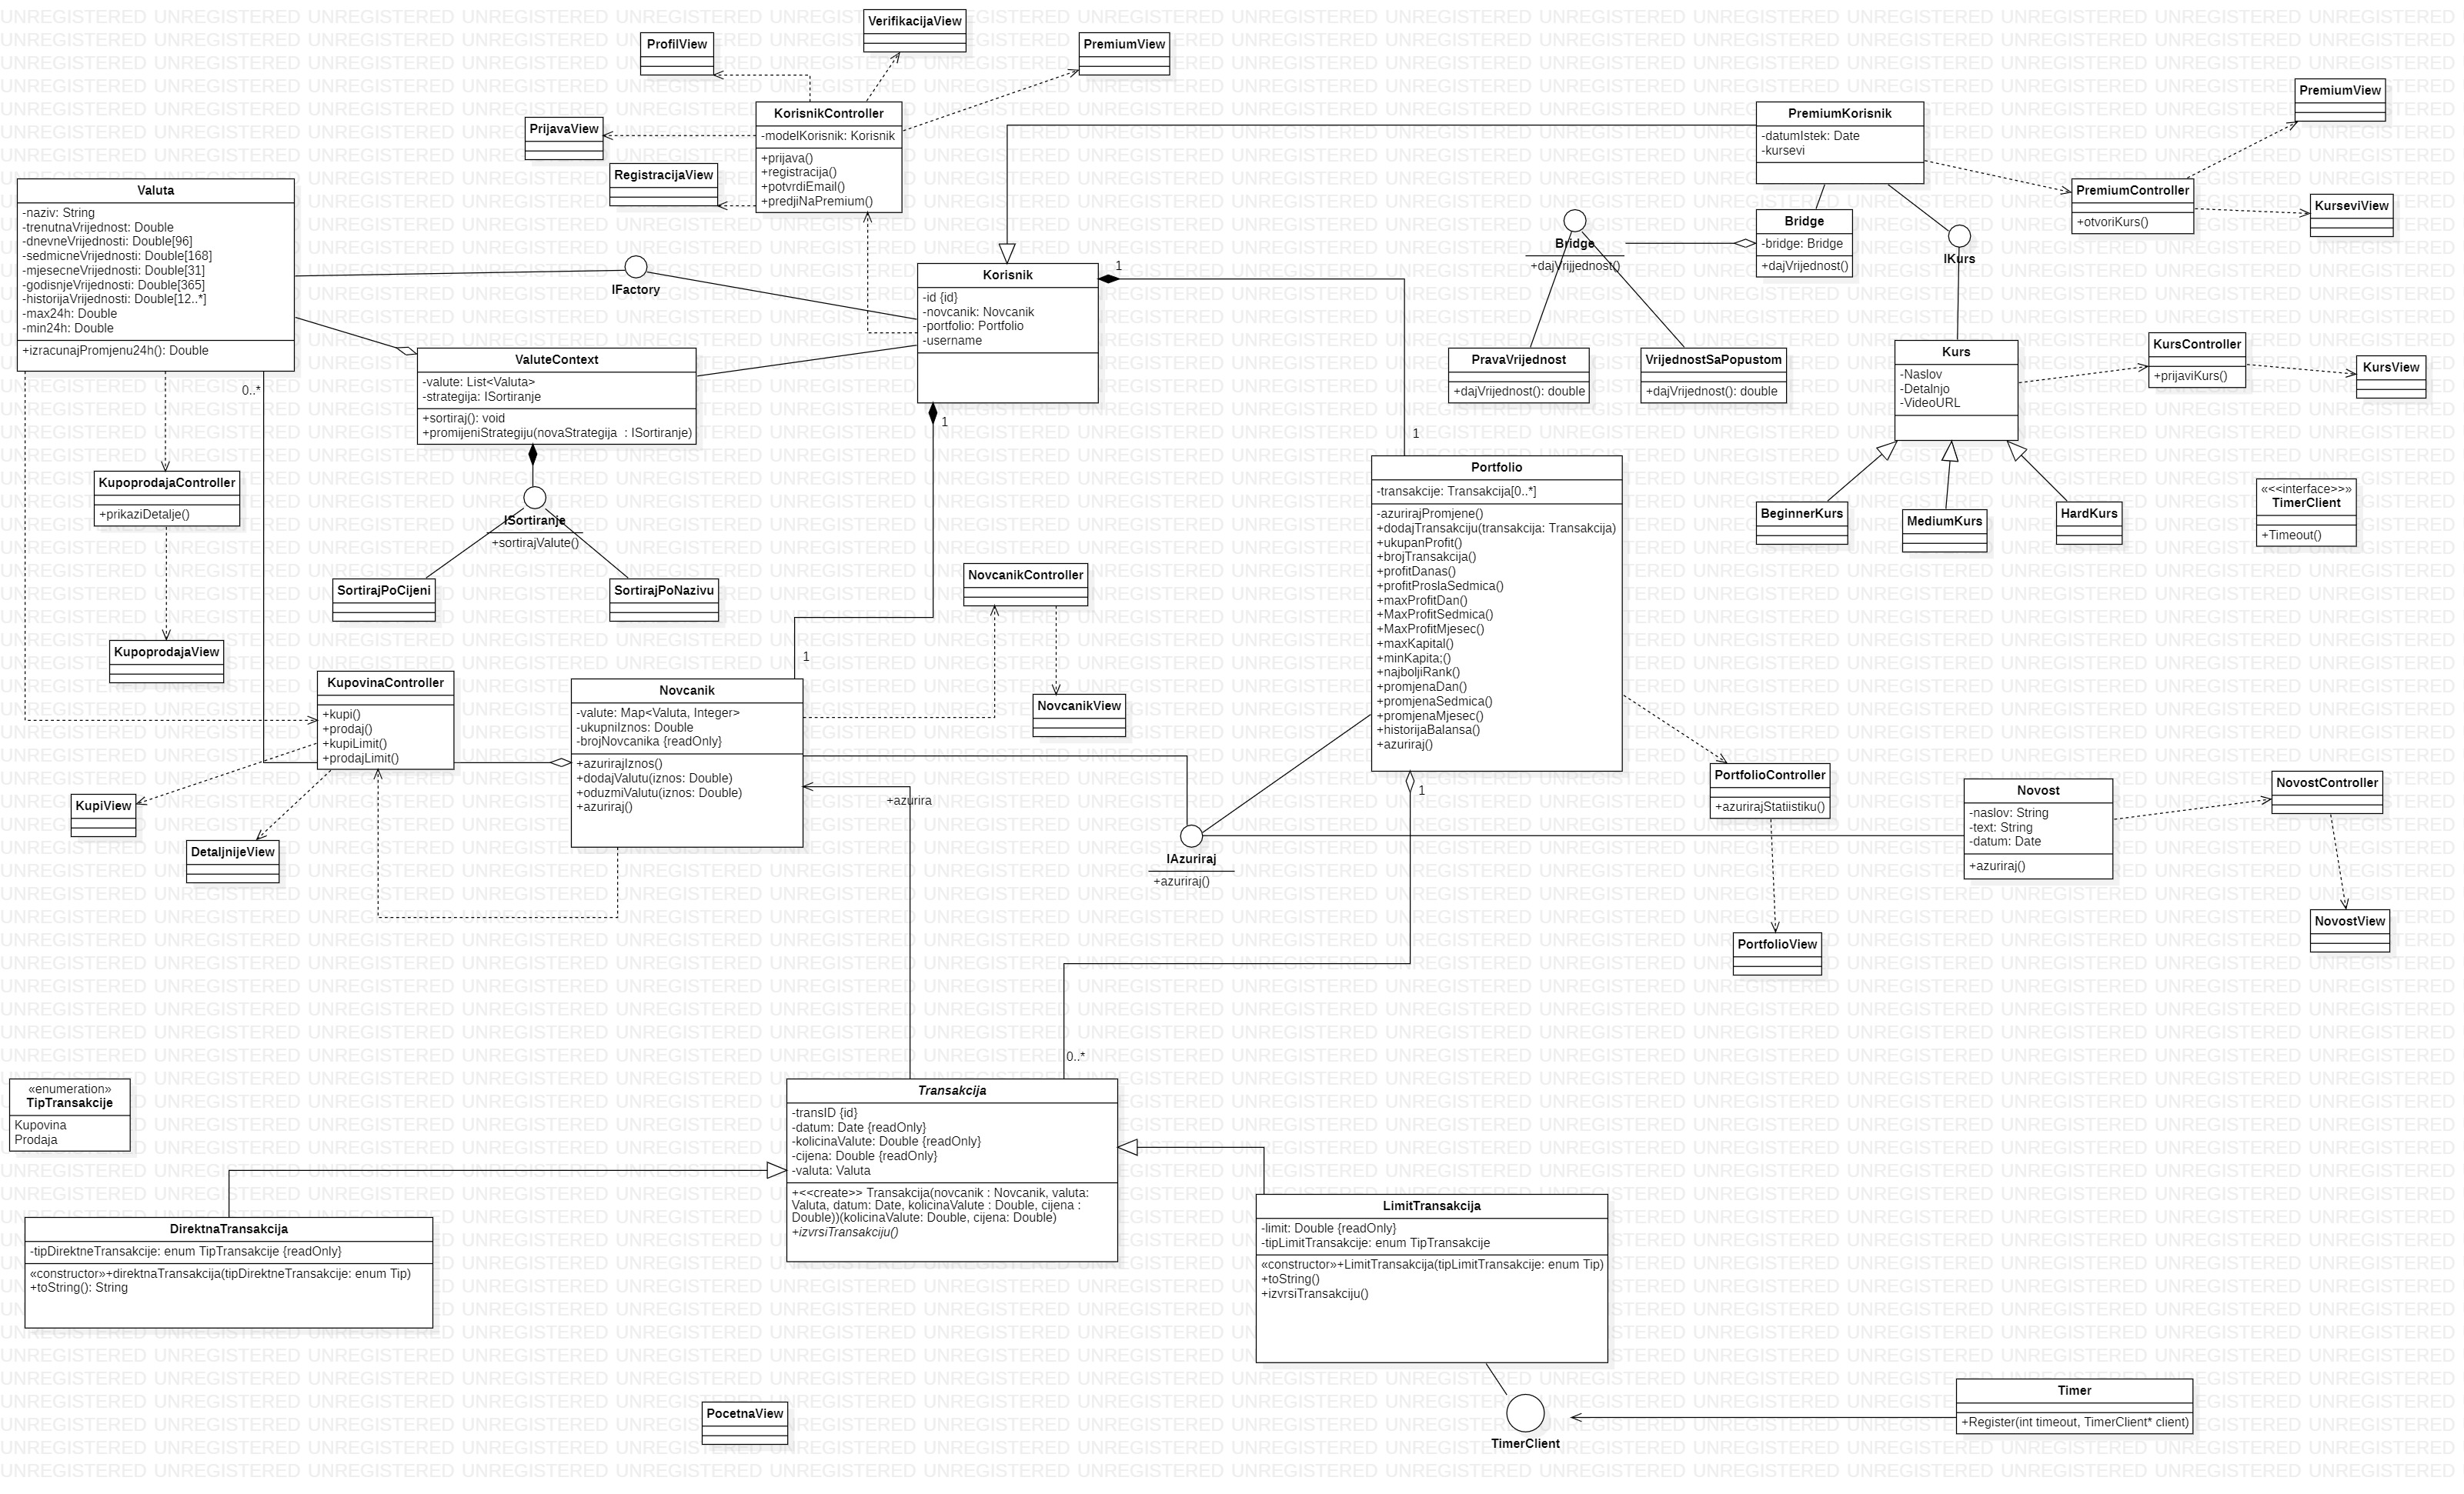 VerifikacijaView
ProfilView
PremiumView
KorisnikController
-modelKorisnik: Korisnik
+prijava()
+registracija()
+potvrdiEmail()
+predjiNaPremium()
PrijavaView
RegistracijaView
PremiumKorisnik
-datumIstek: Date
-kursevi
PremiumView
PremiumController
+otvoriKurs()
KurseviView
Valuta
-naziv: String
-trenutnaVrijednost: Double
-dnevneVrijednosti: Double[96]
-sedmicneVrijednosti: Double[168]
-mjesecneVrijednosti: Double[31]
-godisnjeVrijednosti: Double[365]
-historijaVrijednosti: Double[12..*]
-max24h: Double
-min24h: Double
+izracunajPromjenu24h(): Double
0..*
IFactory
Korisnik
-id {id}
-novcanik: Novcanik
-portfolio: Portfolio
-username
1
1
1
Bridge
+dajVrijjednost()
Bridge
-bridge: Bridge
+dajVrijednost()
IKurs
ValuteContext
-valute: List<Valuta>
-strategija: ISortiranje
+sortiraj(): void
+promijeniStrategiju(novaStrategija : ISortiranje)
PravaVrijednost
+dajVrijednost(): double
VrijednostSaPopustom
+dajVrijednost(): double
Kurs
-Naslov
-Detalnjo
-VideoURL
KursController
+prijaviKurs()
KursView
KupoprodajaController
+prikaziDetalje()
ISortiranje
+sortirajValute()
SortirajPoCijeni
SortirajPoNazivu
Portfolio
-transakcije: Transakcija[0..*]
-azurirajPromjene()
+dodajTransakciju(transakcija: Transakcija)
+ukupanProfit()
+brojTransakcija()
+profitDanas()
+profitProslaSedmica()
+maxProfitDan()
+MaxProfitSedmica()
+MaxProfitMjesec()
+maxKapital()
+minKapita;()
+najboljiRank()
+promjenaDan()
+promjenaSedmica()
+promjenaMjesec()
+historijaBalansa()
+azuriraj()
1
BeginnerKurs
MediumKurs
HardKurs
«<<interface>>»
TimerClient
+Timeout()
NovcanikController
NovcanikView
KupoprodajaView
KupovinaController
+kupi()
+prodaj()
+kupiLimit()
+prodajLimit()
1
Novcanik
-valute: Map<Valuta, Integer>
-ukupniIznos: Double
-brojNovcanika {readOnly}
+azurirajIznos()
+dodajValutu(iznos: Double)
+oduzmiValutu(iznos: Double)
+azuriraj()
+azurira
KupiView
DetaljnijeView
IAzuriraj
+azuriraj()
PortfolioController
+azurirajStatiistiku()
PortfolioView
Novost
-naslov: String
-text: String
-datum: Date
+azuriraj()
NovostController
NovostView
0..*
«enumeration»
TipTransakcije
Kupovina
Prodaja
Transakcija
-transID {id}
-datum: Date {readOnly}
-kolicinaValute: Double {readOnly}
-cijena: Double {readOnly}
-valuta: Valuta
+<<create>> Transakcija(novcanik : Novcanik, valuta:
Valuta, datum: Date, kolicinaValute : Double, cijena :
Double))(kolicinaValute: Double, cijena: Double)
+izvrsiTransakciju()
DirektnaTransakcija
-tipDirektneTransakcije: enum TipTransakcije {readOnly}
«constructor»+direktnaTransakcija(tipDirektneTransakcije: enum Tip)
+toString(): String
LimitTransakcija
-limit: Double {readOnly}
-tipLimitTransakcije: enum TipTransakcije
«constructor»+LimitTransakcija(tipLimitTransakcije: enum Tip)
+toString()
+izvrsiTransakciju()
PocetnaView
TimerClient
Timer
+Register(int timeout, TimerClient* client)